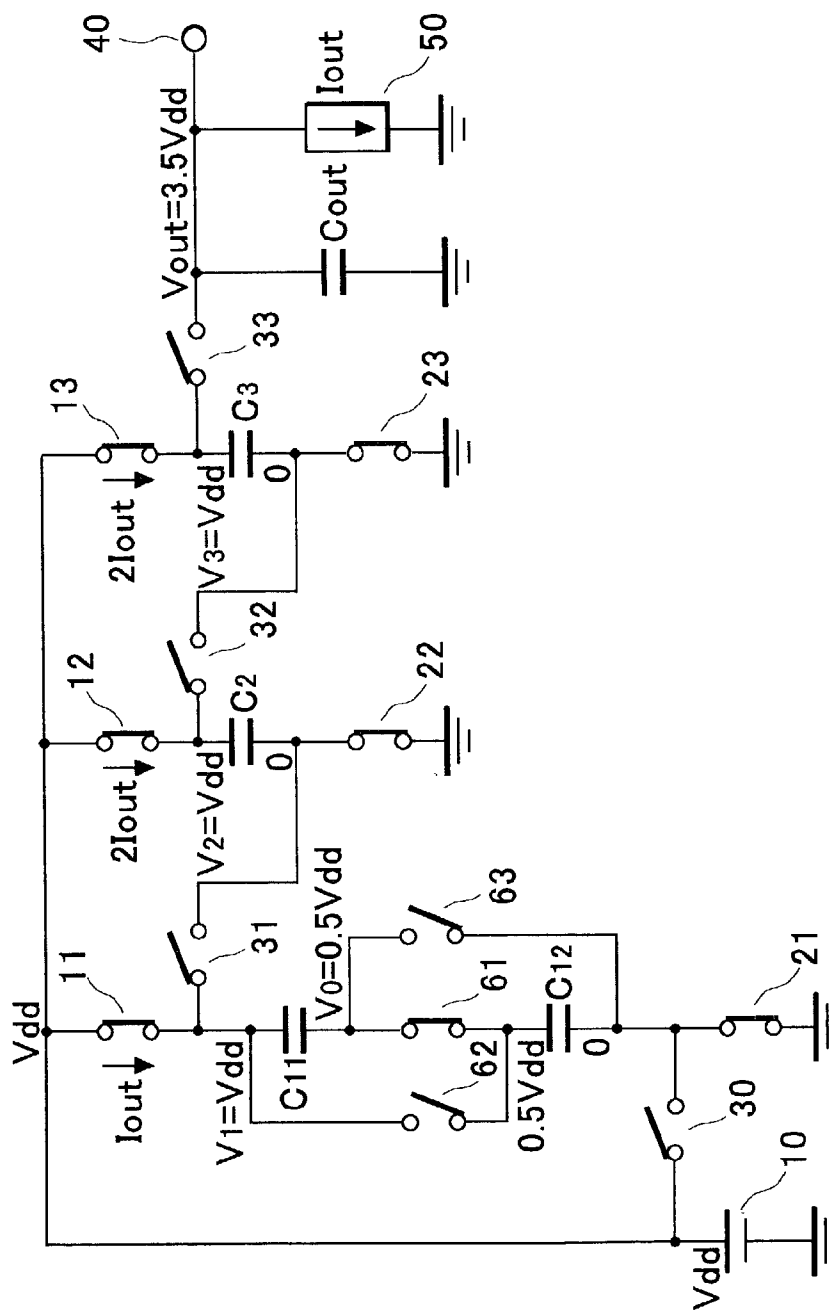 Vdd
11
Iout
V1=Vdd
31
C11
V0=0.5Vdd
62
61
63
0.5Vdd
C12
0
30
21
Vdd
10
12
2Iout
V2=Vdd
32
C2
0
22
13
2Iout
V3=Vdd
33
C3
0
23
Vout=3.5Vdd
40
Cout
Iout
50